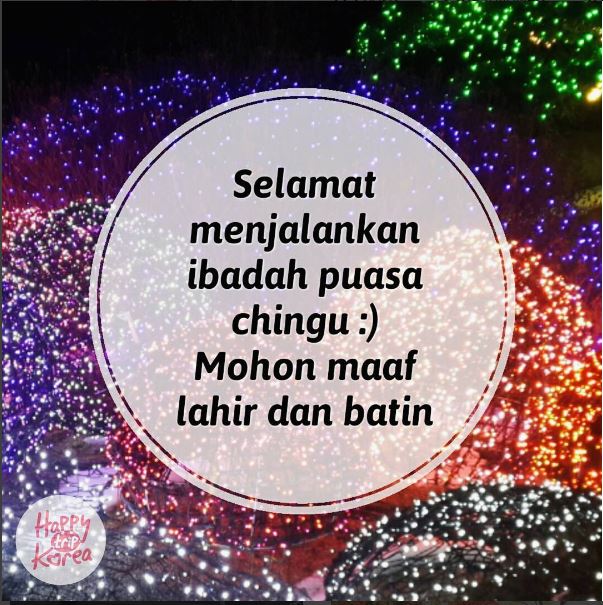 Selamat
menjalankan
ibadah puasa
chingu :)
Mohon maaf
lahir dan batin
Happy
trip
Korea